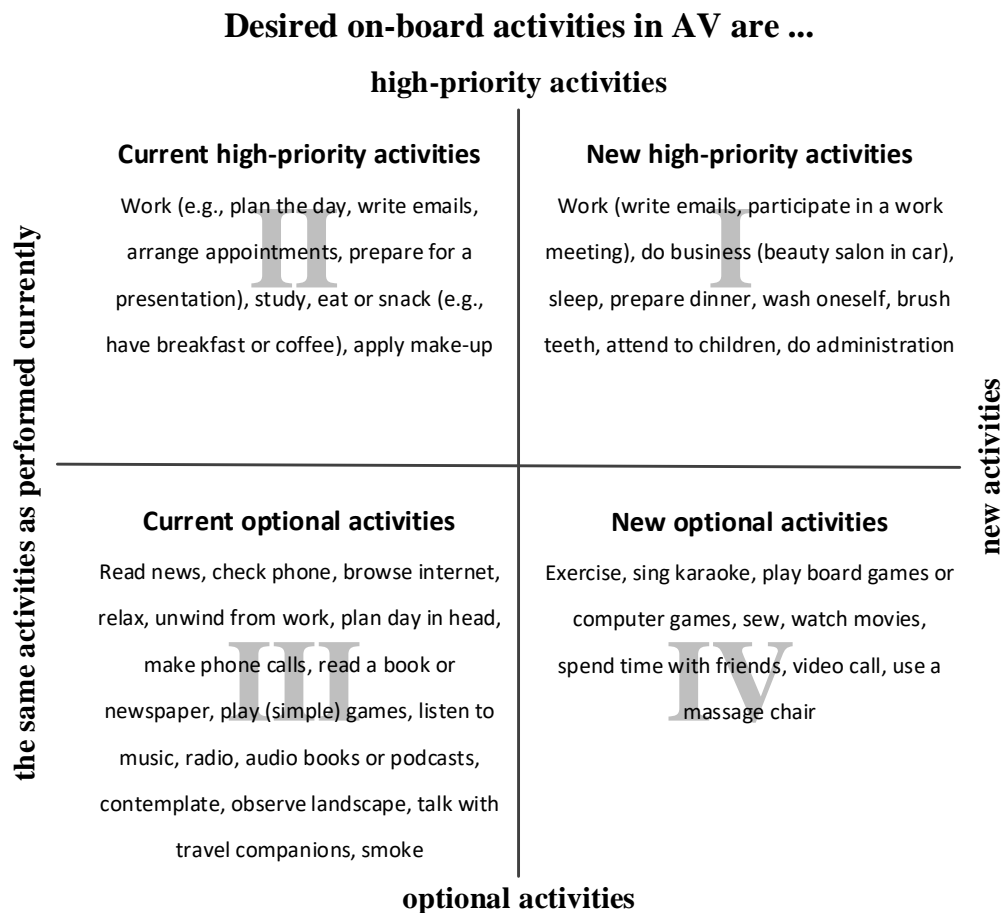 Desired on-board activities in AV are ...
high-priority activities
the same activities as performed currently
Current high-priority activities
Work (e.g., plan the day, write emails,
arrange appointments, prepare for a
presentation), study, eat or snack (e.g.,
have breakfast or coffee), apply make-up
II
New high-priority activities
Work (write emails, participate in a work
meeting), do business (beauty salon in car),
sleep, prepare dinner, wash oneself, brush
teeth, attend to children, do administration
I
new activities
Current optional activities
Read news, check phone, browse internet,
relax, unwind from work, plan day in head,
make phone calls, read a book or
newspaper, play (simple) games, listen to
music, radio, audio books or podcasts,
contemplate, observe landscape, talk with
travel companions, smoke
III
New optional activities
Exercise, sing karaoke, play board games or
computer games, sew, watch movies,
spend time with friends, video call, use a
massage chair
IV
optional activities